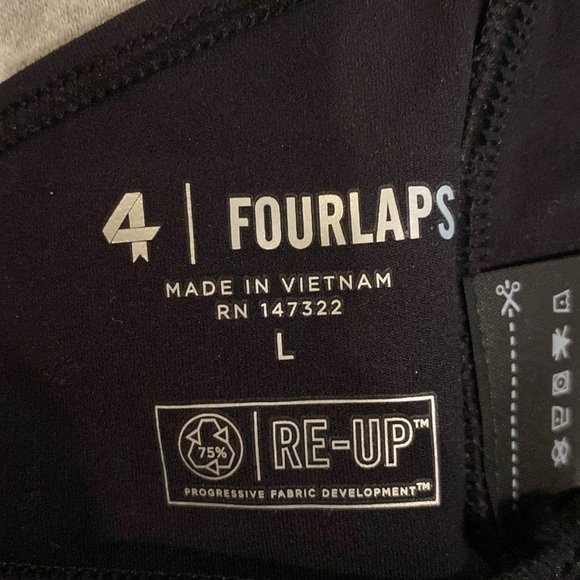 4 | FOURLAPS
MADE IN VIETNAM
RN 147322
L
75% | RE-UP™
PROGRESSIVE FABRIC DEVELOPMENT™